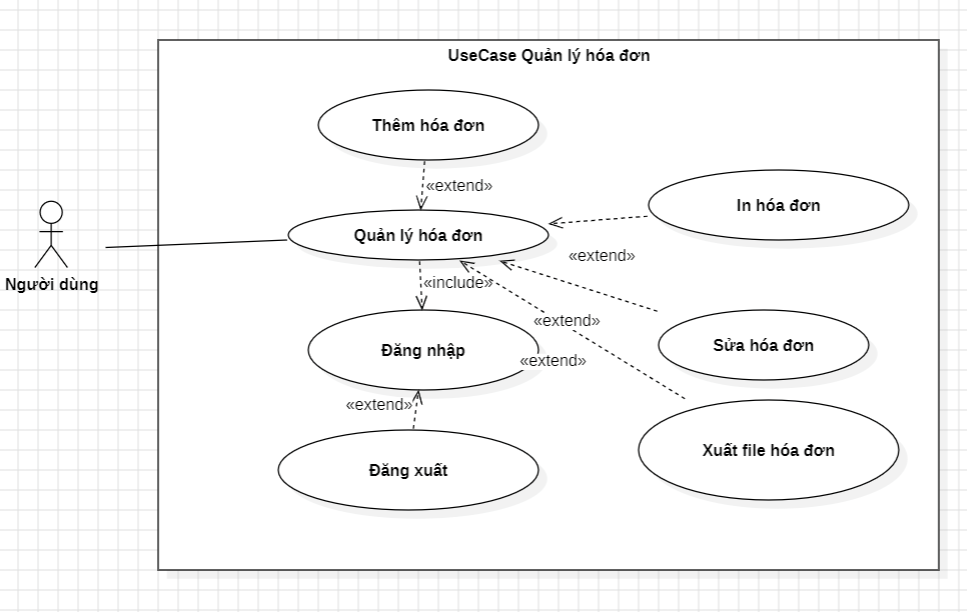 UseCase Quản lý hóa đơn
Thêm hóa đơn
«extend»
In hóa đơn
Quản lý hóa đơn
«extend»
Người dùng
«include»
«extend»
Sửa hóa đơn
Đăng nhập
«extend»
«extend»
Xuất file hóa đơn
Đăng xuất